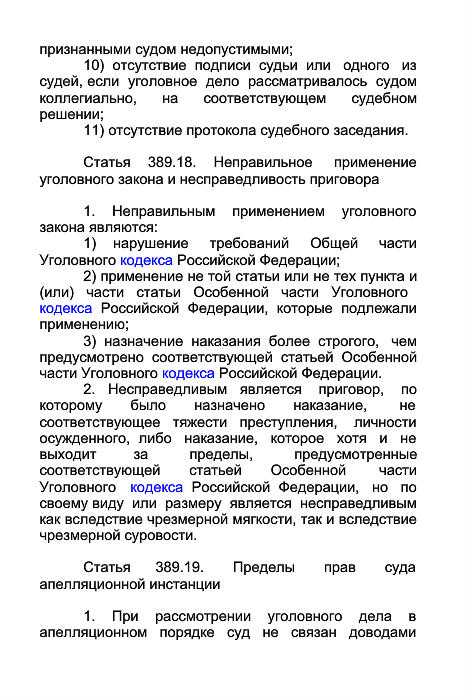 признанными судом недопустимыми;
10) отсутствие подписи судьи или одного из
судей, если уголовное дело рассматривалось судом
коллегиально, на соответствующем судебном
решении;
11) отсутствие протокола судебного заседания.
Статья 389.18. Неправильное применение
уголовного закона и несправедливость приговора
1. Неправильным применением уголовного
закона являются:
1) нарушение требований Общей части
Уголовного кодекса Российской Федерации;
2) применение не той статьи или не тех пункта и
(или) части статьи Особенной части Уголовного
кодекса Российской Федерации, которые подлежали
применению;
3) назначение наказания более строгого, чем
предусмотрено соответствующей статьей Особенной
части Уголовного кодекса Российской Федерации.
2. Несправедливым является приговор, по
которому было назначено наказание, не
соответствующее тяжести преступления, личности
осужденного, либо наказание, которое хотя и не
выходит за пределы, предусмотренные
соответствующей статьей Особенной части
Уголовного кодекса Российской Федерации, но по
своему виду или размеру является несправедливым
как вследствие чрезмерной мягкости, так и вследствие
чрезмерной суровости.
Статья 389.19. Пределы прав суда
апелляционной инстанции
1. При рассмотрении уголовного дела в
апелляционном порядке суд не связан доводами